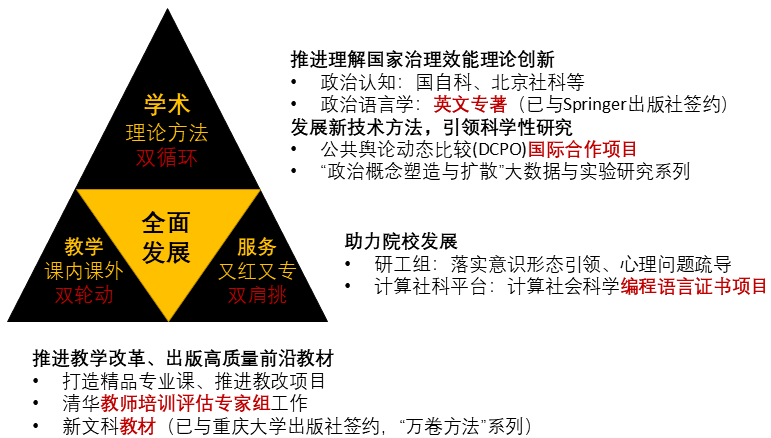 学术
理论方法
双循环
全面
发展
教学
课内课外
双轮动
服务
又红又专
双肩挑
推进理解国家治理效能理论创新
• 政治认知：国自科、北京社科等
• 政治语言学：英文专著（已与Springer出版社签约）
发展新技术方法，引领科学性研究
• 公共舆论动态比较(DCPO)国际合作项目
• “政治概念塑造与扩散”大数据与实验研究系列
助力院校发展
• 研工组：落实意识形态引领、心理问题疏导
• 计算社科平台：计算社会科学编程语言证书项目
推进教学改革、出版高质量前沿教材
• 打造精品专业课、推进教改项目
• 清华教师培训评估专家组工作
• 新文科教材（已与重庆大学出版社签约，“万卷方法”系列）